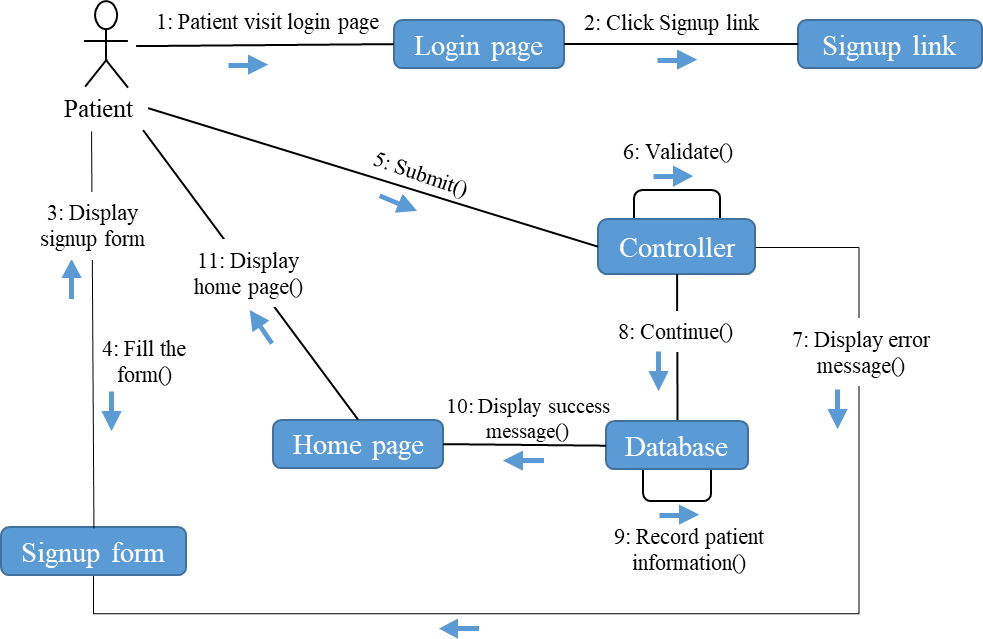 1: Patient visit login page
2: Click Signup link
Login page
Signup link
Patient
5: Submit()
6: Validate()
3: Display
signup form
Controller
11: Display
home page()
8: Continue()
7: Display error
message()
4: Fill the
form()
10: Display success
message()
Home page
Database
9: Record patient
information()
Signup form